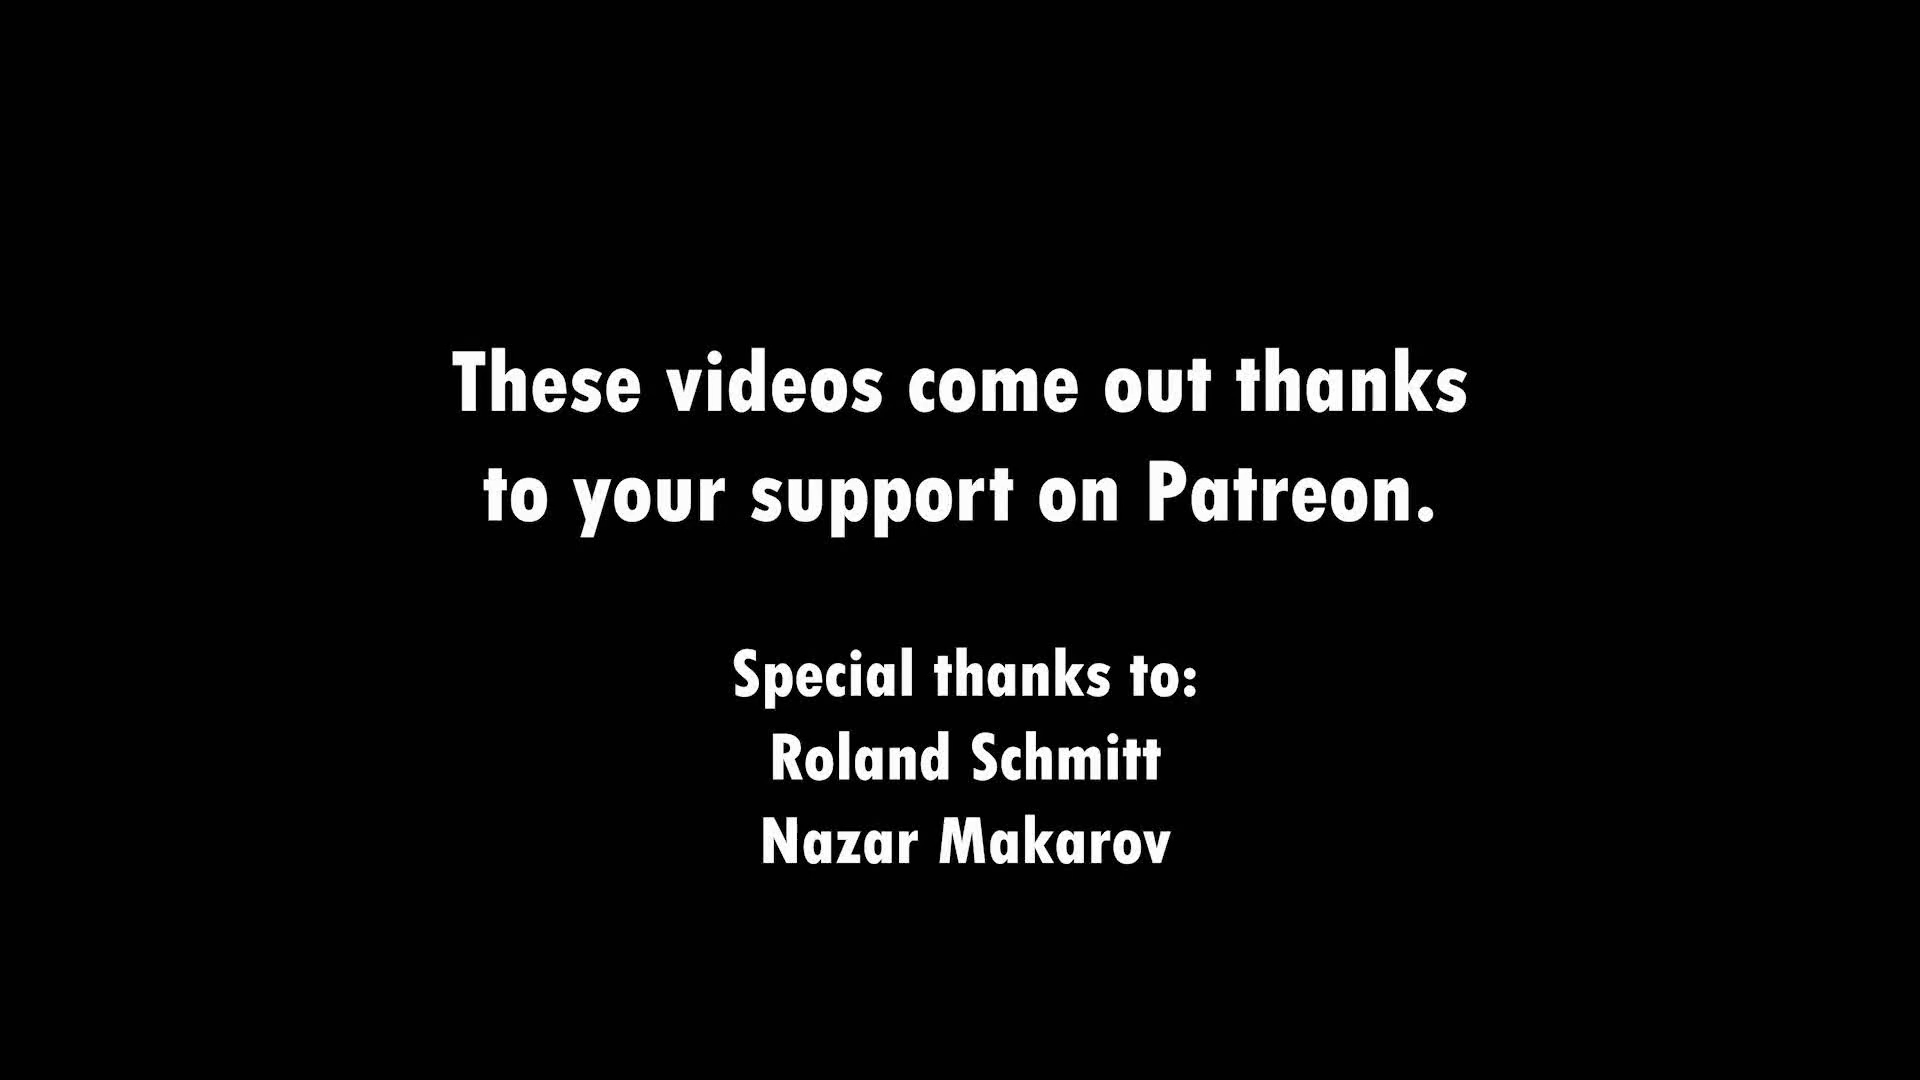 These videos come out thanks
to your support on Patreon.
Special thanks to:
Roland Schmitt
Nazar Makarov